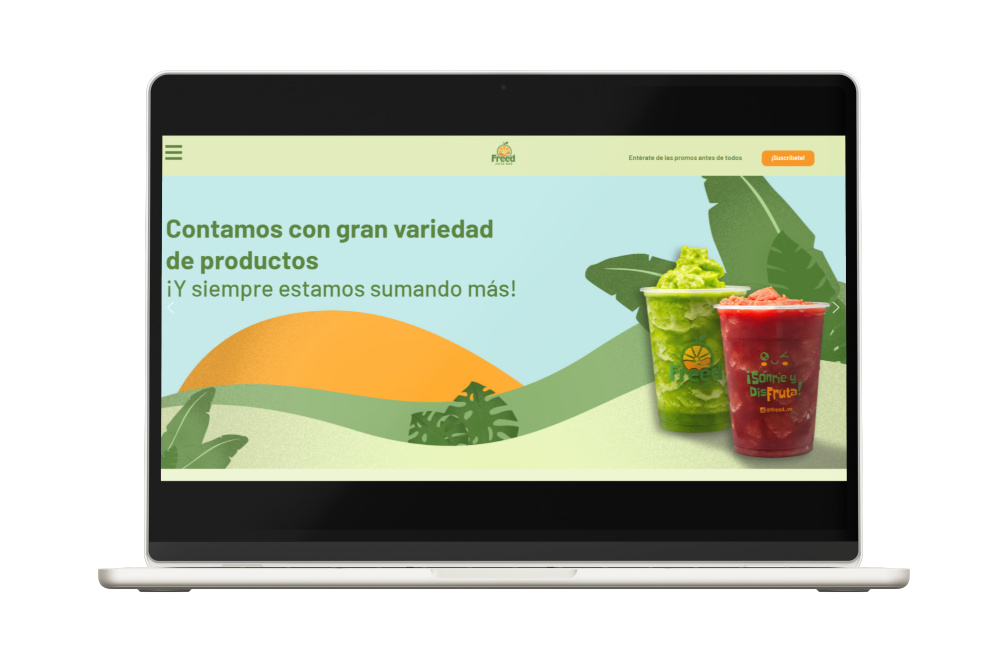 Freed
Entérate de las promos antes de todos
¡Suscríbete!
Contamos con gran variedad
de productos
¡Y siempre estamos sumando más!
Freed
¡Sonríe y
DisFruta!